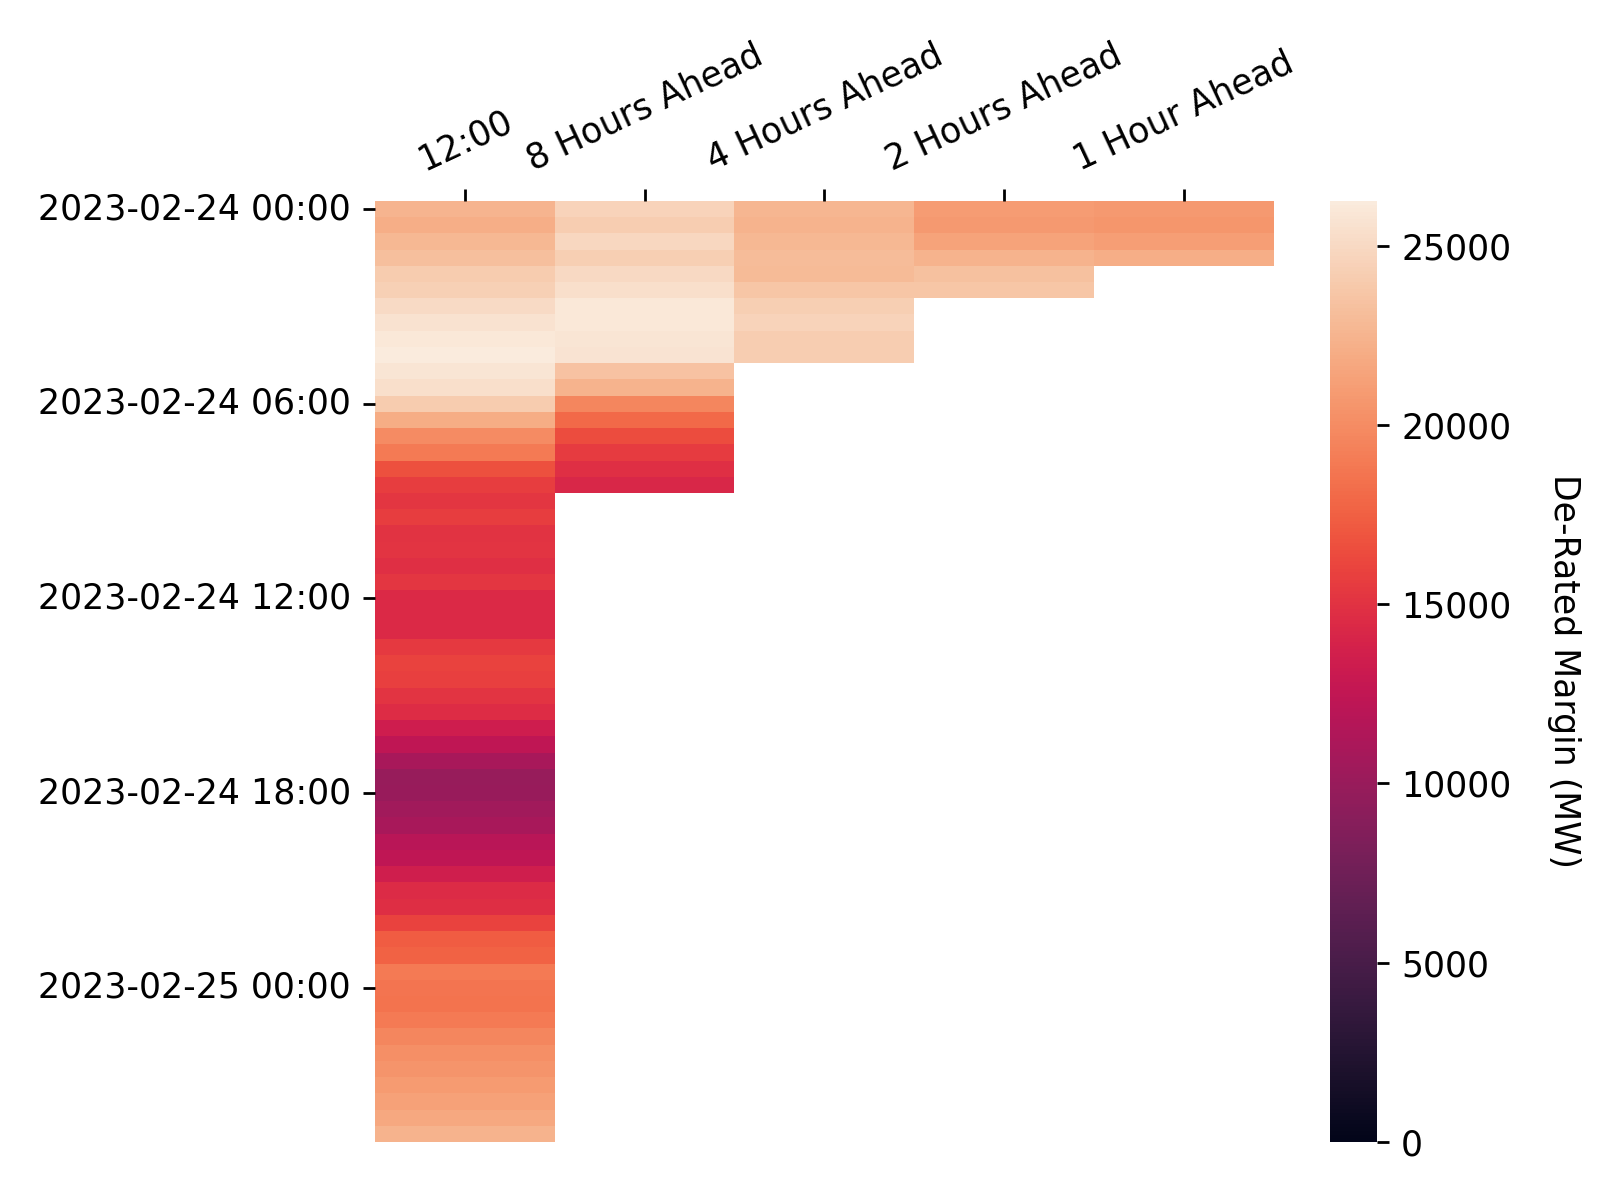 12:00
8 Hours Ahead
4 Hours Ahead
2 Hours Ahead
1 Hour Ahead
2023-02-24 00:00
2023-02-24 06:00
2023-02-24 12:00
2023-02-24 18:00
2023-02-25 00:00
25000
20000
15000
10000
5000
0
De-Rated Margin (MW)